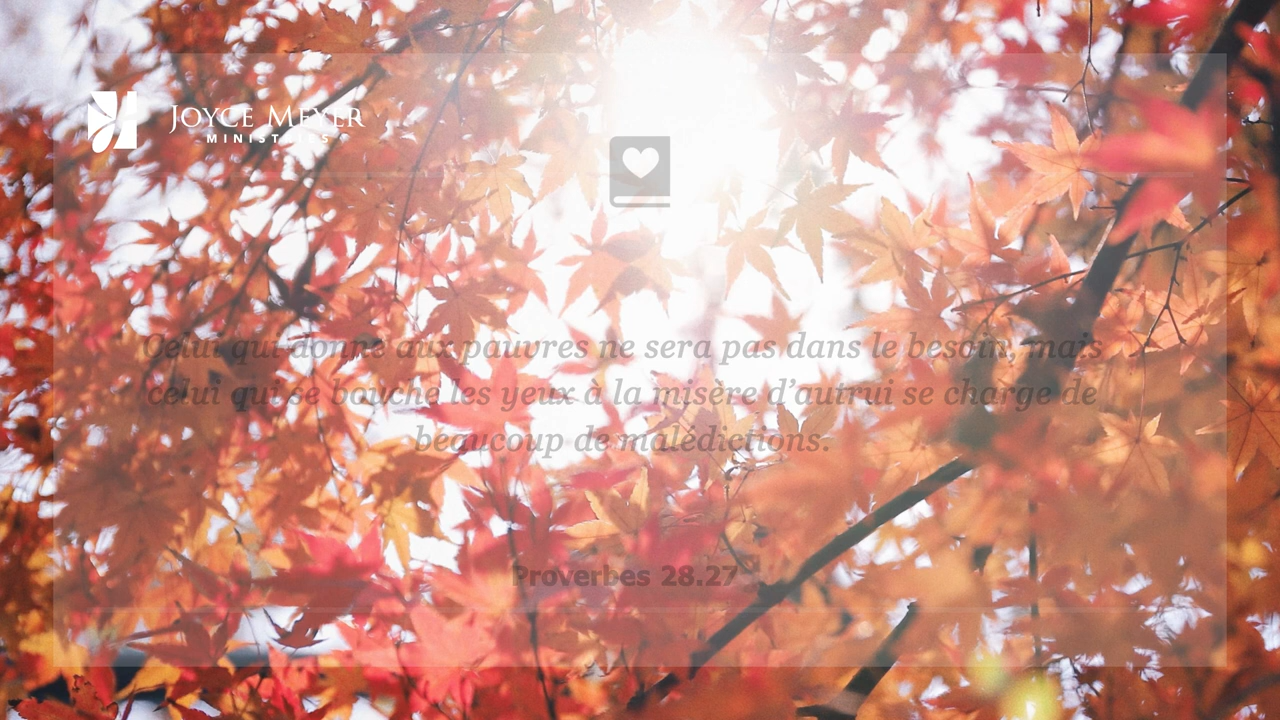 JOYCE MEYER
MINISTRIES
Celui qui donne aux pauvres ne sera pas dans le besoin, mais
celui qui se bouche les yeux à la misère d’autrui se charge de
beaucoup de malédictions.
Proverbes 28.27